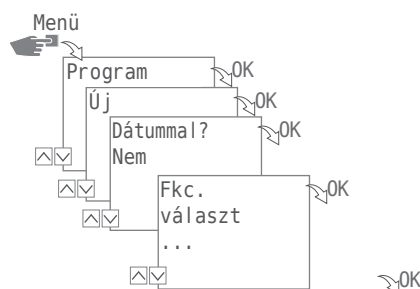 Menü
Program OK
Új OK
Dátummal? OK
Nem
Fkc. OK
választ
...
OK